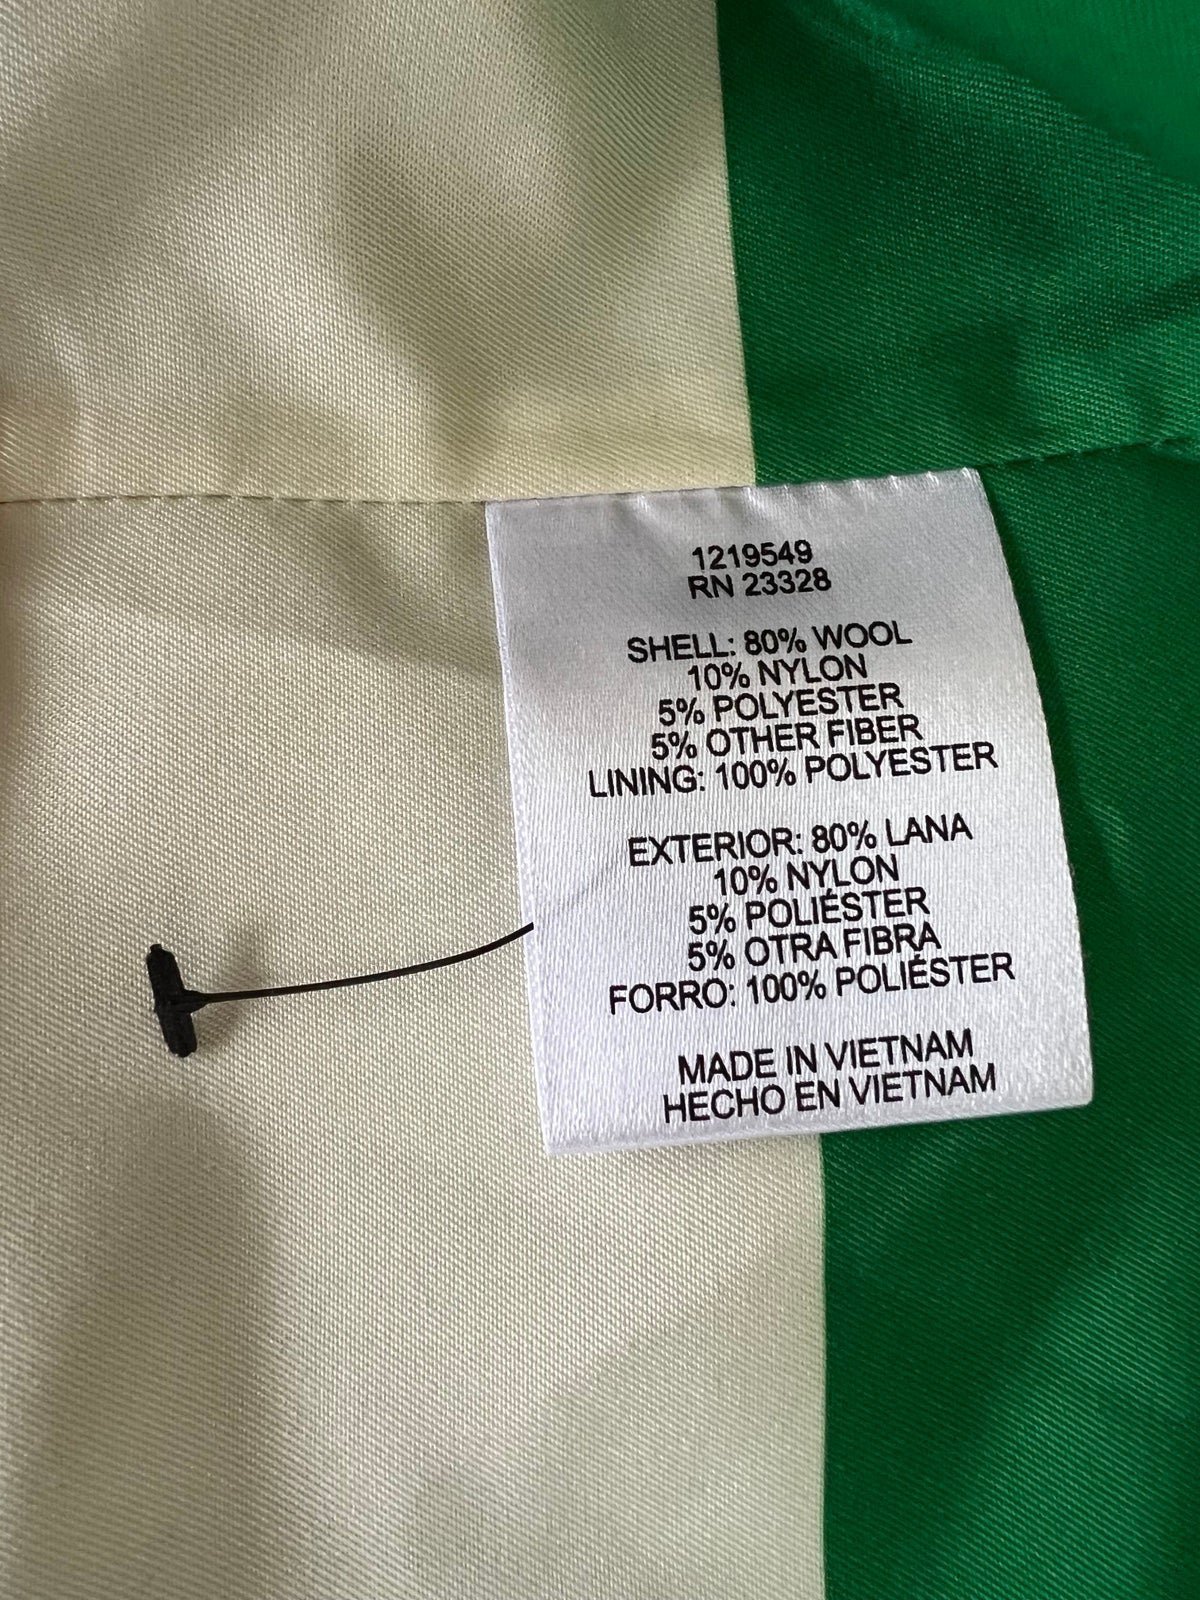 1219549
RN 23328
SHELL: 80% WOOL
10% NYLON
5% POLYESTER
5% OTHER FIBER
LINING: 100% POLYESTER
EXTERIOR: 80% LANA
10% NYLON
5% POLIÉSTER
5% OTRA FIBRA
FORRO: 100% POLIÉSTER
MADE IN VIETNAM
HECHO EN VIETNAM